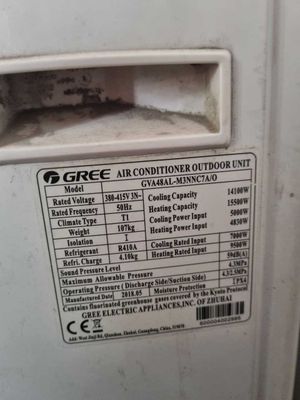 GREE AIR CONDITIONER OUTDOOR UNIT
Model GVA48AL-M3NNC7A/O
Rated Voltage 380-415V 3N~ Cooling Capacity 14100W
Rated Frequency 50Hz Heating Capacity 15500W
Climate Type T1 Cooling Power Input 5000W
Weight 107kg Heating Power Input 4850W
Isolation
Refrigerant R410A Cooling Rated Input 7000W
Refri. Charge 4.10kg Heating Rated Input 9500W
Sound Pressure Level 59dB(A)
Maximum Allowable Pressure 4.3MPa
Operating Pressure (Discharge Side/Suction Side) 4.3/2.5MPa
Manufactured Date 2018.05 Moisture Protection IPX4
Contains fluorinated greenhouse gases covered by the Kyoto Protocol
GREE ELECTRIC APPLIANCES,INC. OF ZHUHAI
CE